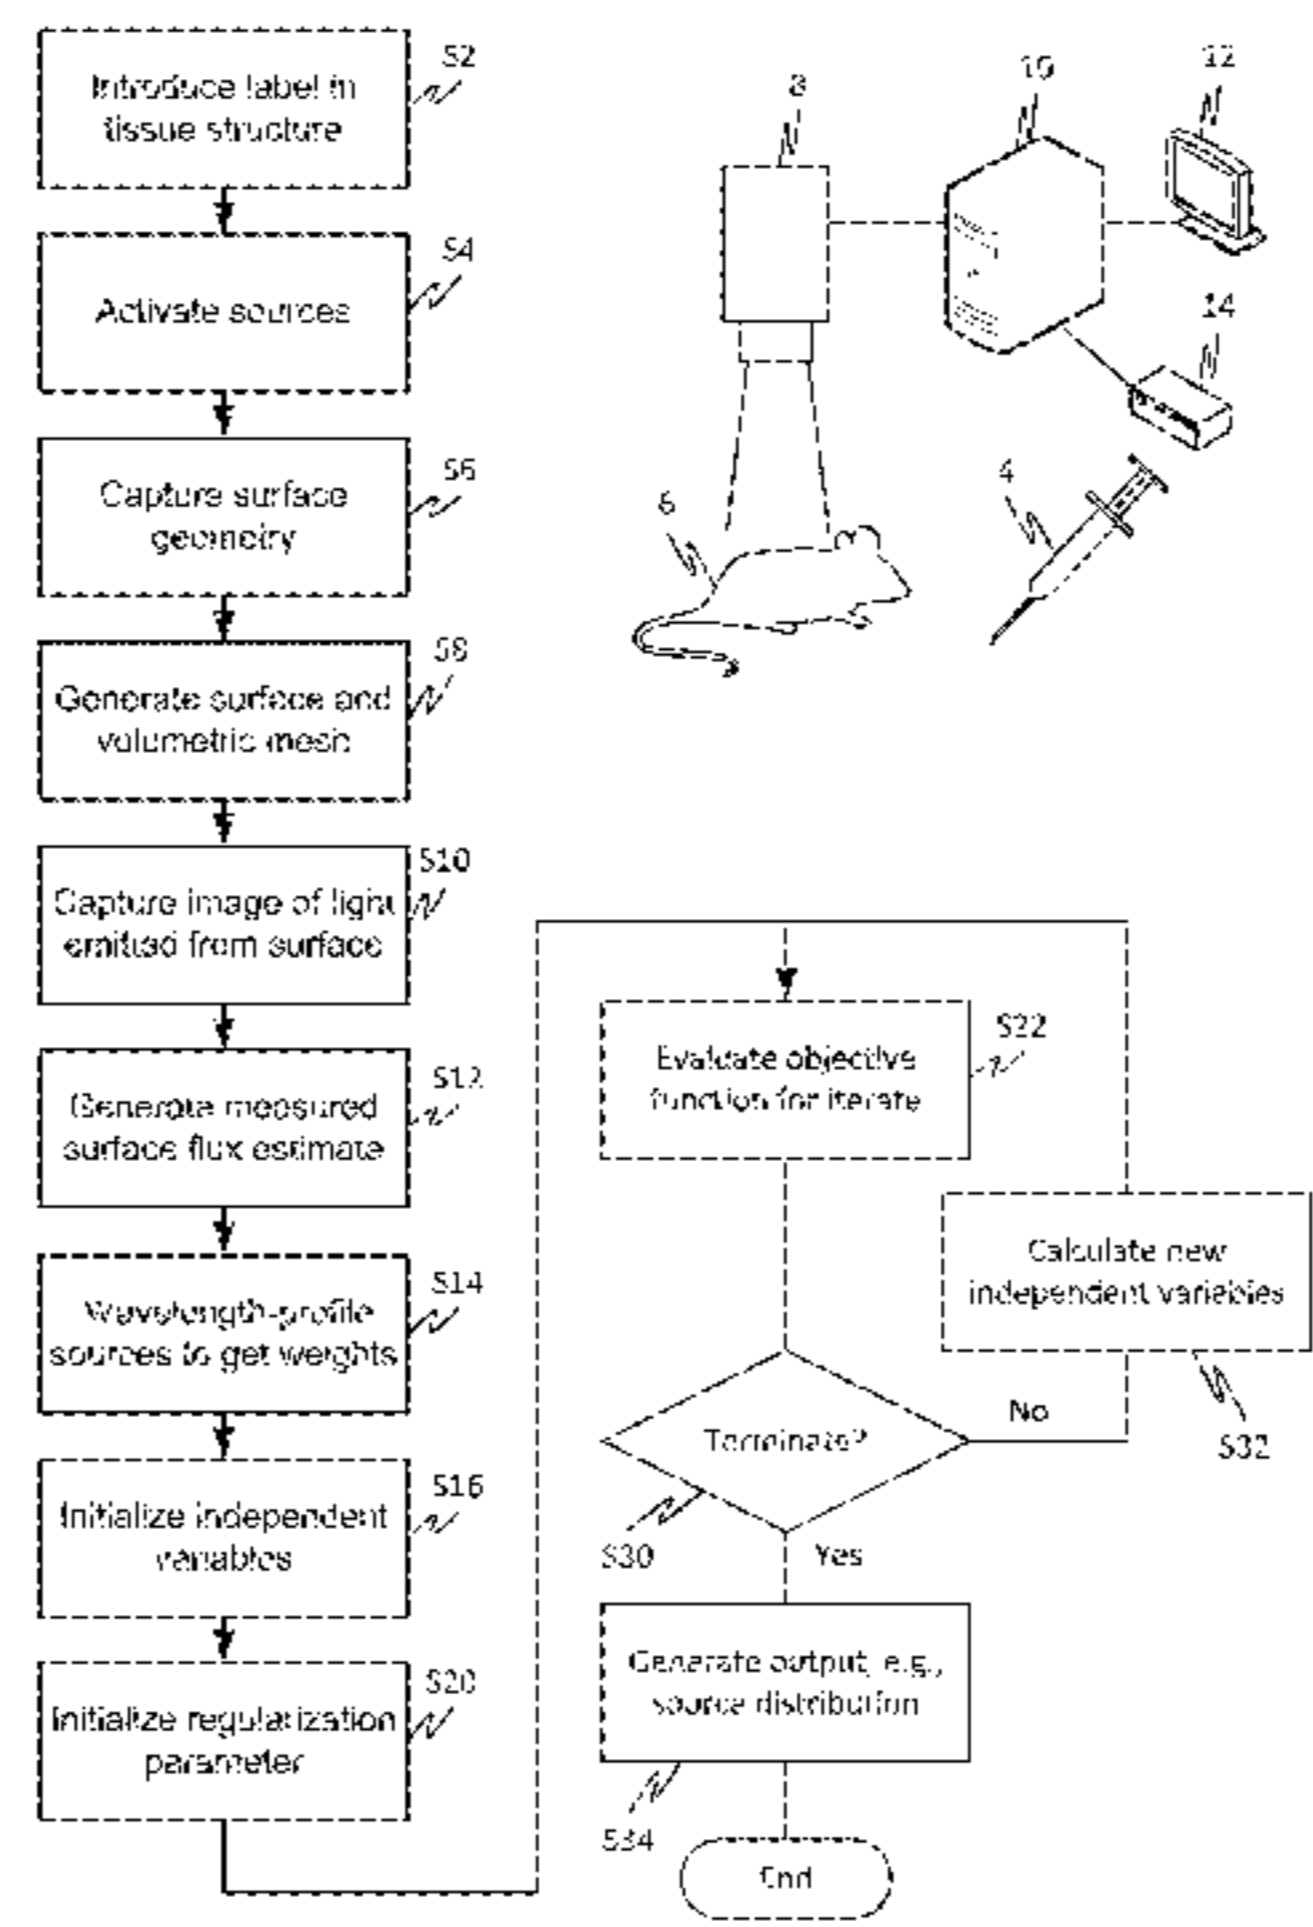 S2
Introduce label in
tissue structure
S4
Activate sources
S6
Capture surface
geometry
S8
Generate surface and
volumetric mesh
S10
Capture image of light
emitted from surface
S12
Generate measured
surface flux estimate
S14
Wavelength-profile
sources to get weights
S16
Initialize independent
variables
S20
Initialize regularization
parameter
8
10
12
14
6
4
S22
Evaluate objective
function for iterate
Calculate new
independent variables
S32
Terminate?
No
S30
Yes
Generate output, e.g.,
source distribution
S34
End